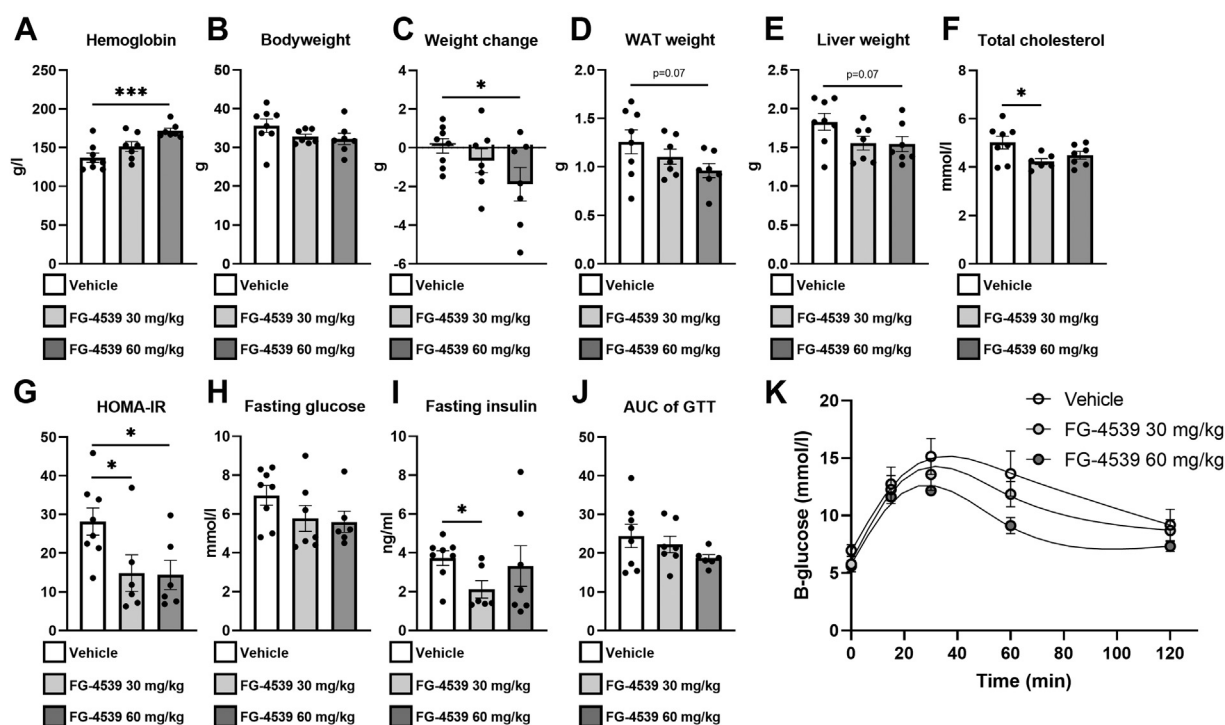 A Hemoglobin
***
250
200
150
100
50
0
g/l
Vehicle
FG-4539 30 mg/kg
FG-4539 60 mg/kg
B Bodyweight
50
40
30
20
10
0
g
Vehicle
FG-4539 30 mg/kg
FG-4539 60 mg/kg
C Weight change
*
4
2
0
-2
-4
-6
g
Vehicle
FG-4539 30 mg/kg
FG-4539 60 mg/kg
D WAT weight
p=0.07
2.0
1.5
1.0
0.5
0.0
g
Vehicle
FG-4539 30 mg/kg
FG-4539 60 mg/kg
E Liver weight
p=0.07
2.5
2.0
1.5
1.0
0.5
0.0
g
Vehicle
FG-4539 30 mg/kg
FG-4539 60 mg/kg
F Total cholesterol
*
8
6
4
2
0
mmol/l
Vehicle
FG-4539 30 mg/kg
FG-4539 60 mg/kg
G HOMA-IR
*
*
50
40
30
20
10
0
Vehicle
FG-4539 30 mg/kg
FG-4539 60 mg/kg
H Fasting glucose
10
8
6
4
2
0
mmol/l
Vehicle
FG-4539 30 mg/kg
FG-4539 60 mg/kg
I Fasting insulin
*
10
8
6
4
2
0
ng/ml
Vehicle
FG-4539 30 mg/kg
FG-4539 60 mg/kg
J AUC of GTT
50
40
30
20
10
0
Vehicle
FG-4539 30 mg/kg
FG-4539 60 mg/kg
K
Vehicle
FG-4539 30 mg/kg
FG-4539 60 mg/kg
20
15
10
5
0
B-glucose (mmol/l)
0 20 40 60 80 100 120
Time (min)